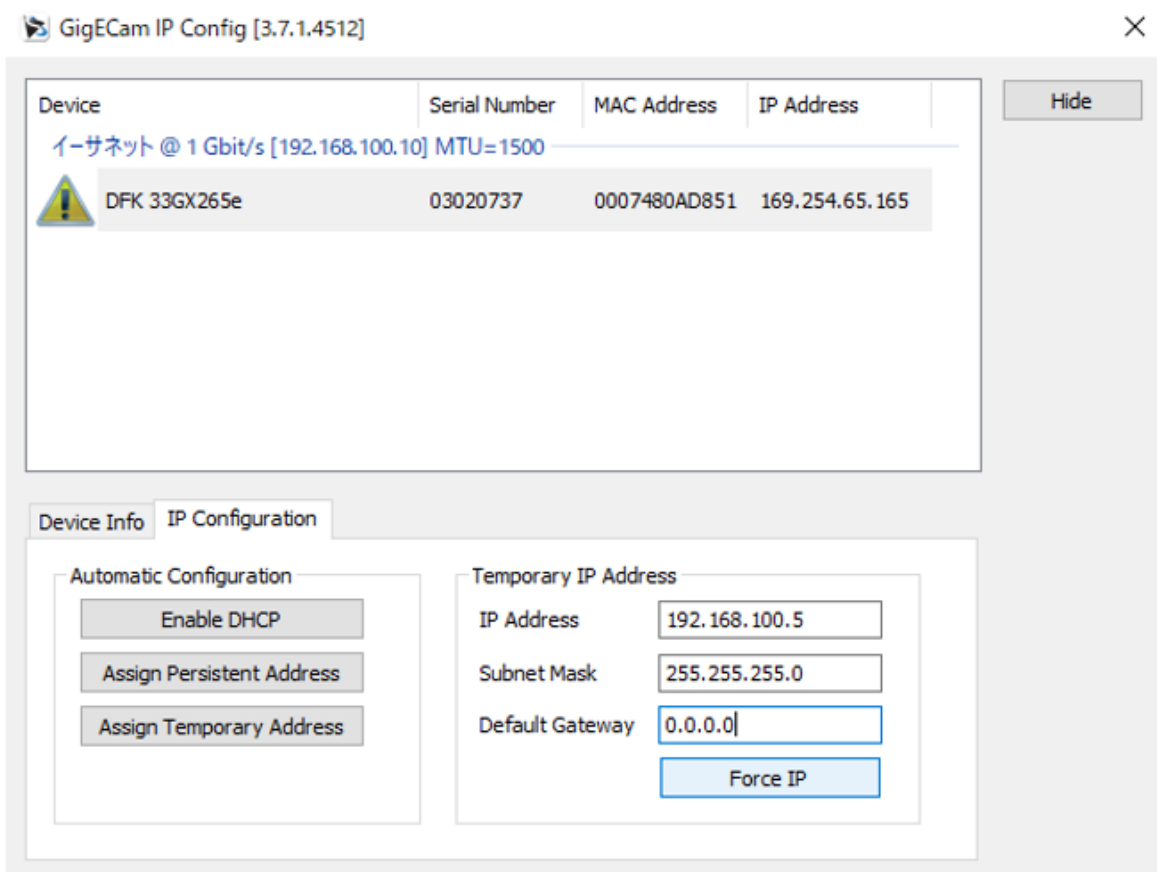 GigECam IP Config [3.7.1.4512]
Hide
Device Serial Number MAC Address IP Address
イーサネット @ 1 Gbit/s [192.168.100.10] MTU=1500
DFK 33GX265e 03020737 0007480AD851 169.254.65.165
Device Info IP Configuration
Automatic Configuration
Enable DHCP
Assign Persistent Address
Assign Temporary Address
Temporary IP Address
IP Address 192.168.100.5
Subnet Mask 255.255.255.0
Default Gateway 0.0.0.0
Force IP